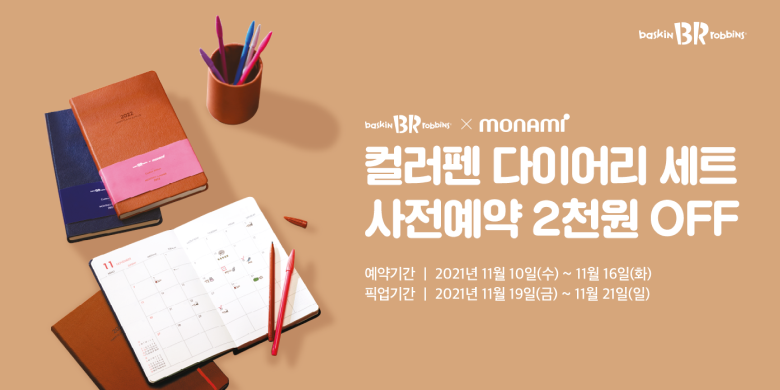 baskin BR robbins
baskin BR robbins × monami
컬러펜 다이어리 세트
사전예약 2천원 OFF
예약기간 | 2021년 11월 10일(수) ~ 11월 16일(화)
픽업기간 | 2021년 11월 19일(금) ~ 11월 21일(일)
2022
11